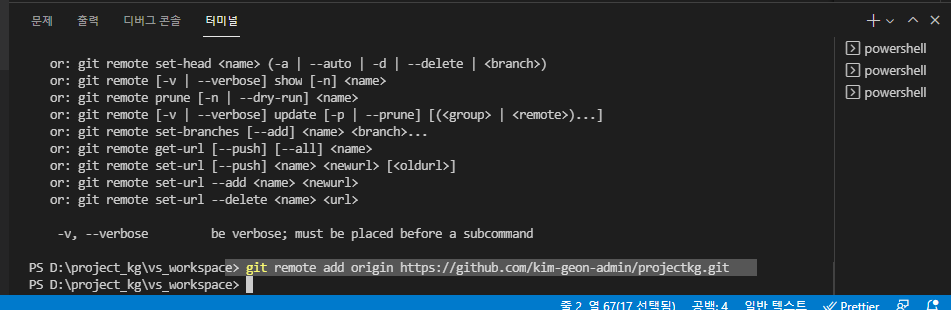 문제 출력 디버그 콘솔 터미널
or: git remote set-head <name> (-a | --auto | -d | --delete | <branch>)
or: git remote [-v | --verbose] show [-n] <name>
or: git remote prune [-n | --dry-run] <name>
or: git remote [-v | --verbose] update [-p | --prune] [(<group> | <remote>)...]
or: git remote set-branches [--add] <name> <branch>...
or: git remote get-url [--push] [--all] <name>
or: git remote set-url [--push] <name> <newurl> [<oldurl>]
or: git remote set-url --add <name> <newurl>
or: git remote set-url --delete <name> <url>
-v, --verbose be verbose; must be placed before a subcommand
PS D:\project_kg\vs_workspace> git remote add origin https://github.com/kim-geon-admin/projectkg.git
PS D:\project_kg\vs_workspace>
powershell
powershell
powershell
줄 2, 열 67(17 선택됨) 공백: 4 일반 텍스트 Prettier